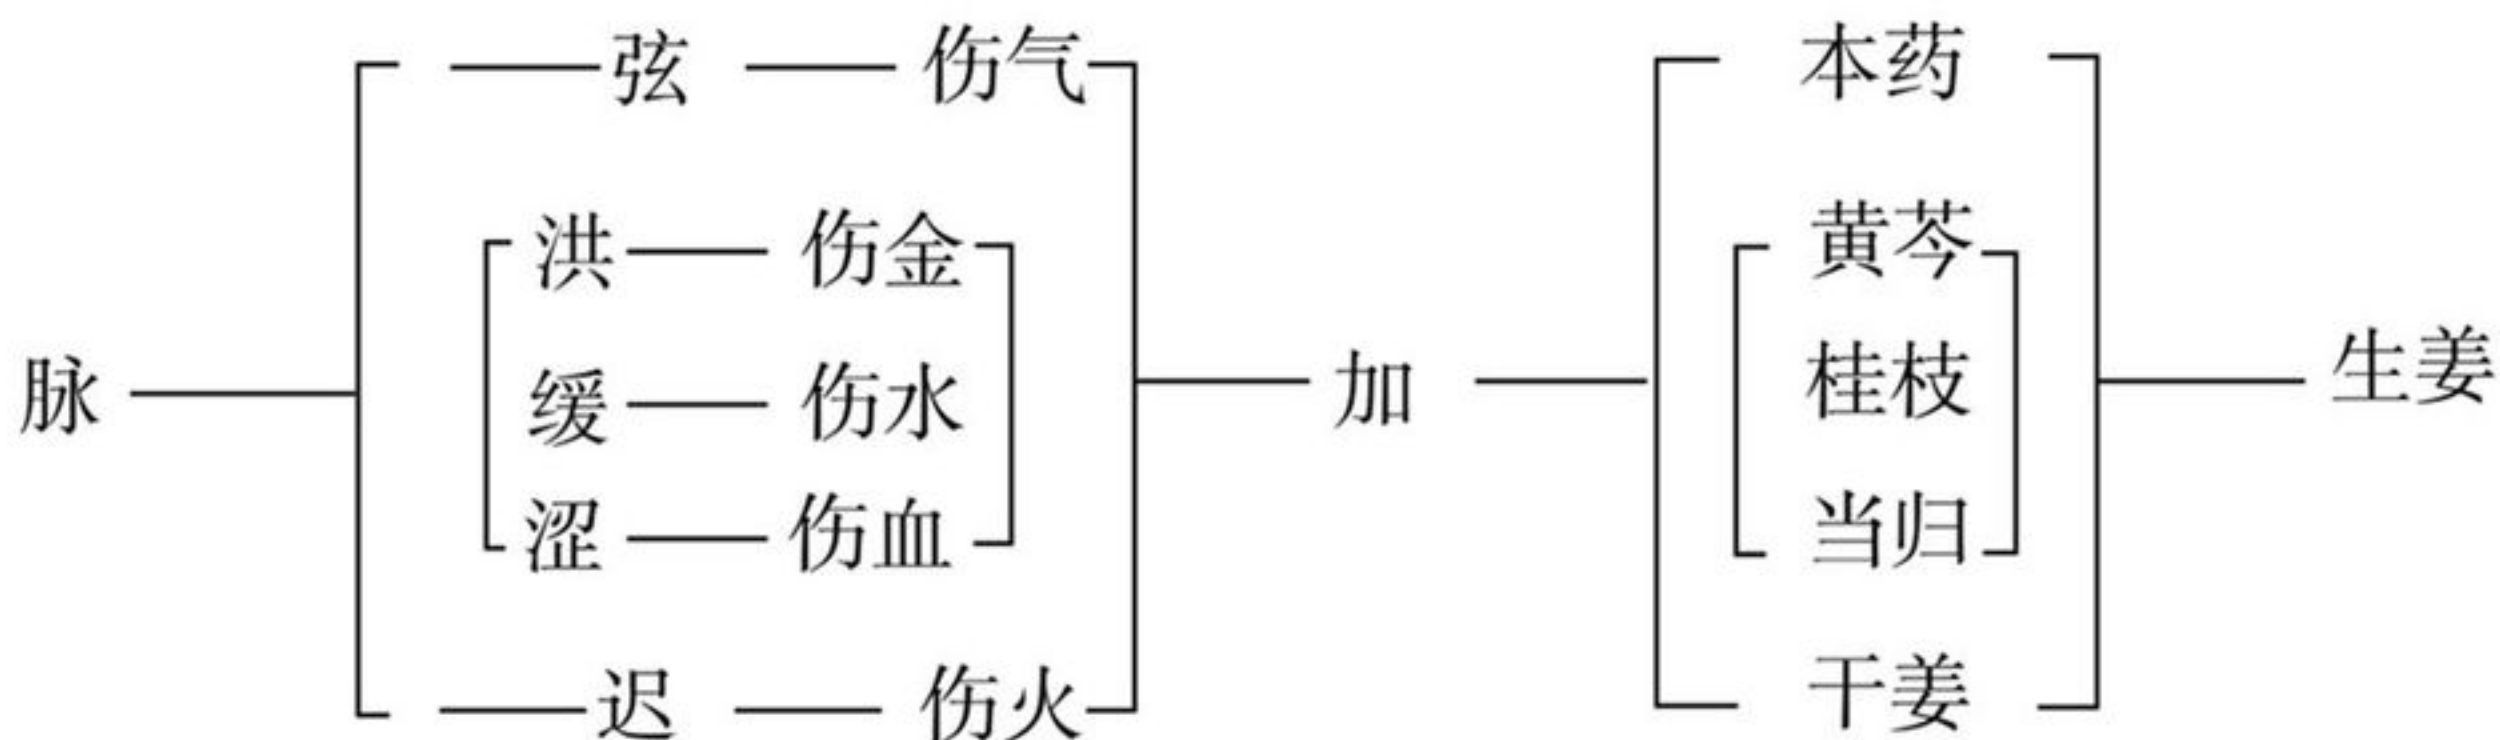 脉
弦 伤气
洪 伤金
缓 伤水
涩 伤血
迟 伤火
加
本药
黄芩
桂枝
当归
干姜
生姜